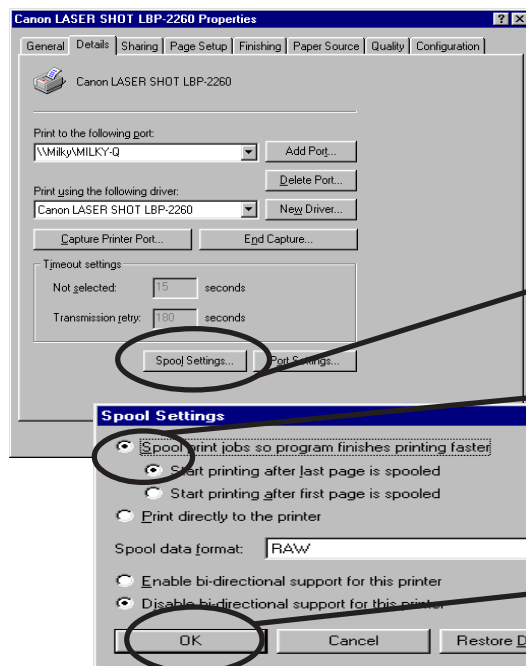 Canon LASER SHOT LBP-2260 Properties
General Details Sharing Page Setup Finishing Paper Source Quality Configuration
Canon LASER SHOT LBP-2260
Print to the following port:
\\Milky\MILKY-Q Add Port...
Delete Port...
Print using the following driver:
Canon LASER SHOT LBP-2260 New Driver...
Capture Printer Port... End Capture...
Timeout settings
Not selected: 15 seconds
Transmission retry: 180 seconds
Spool Settings... Port Settings...
Spool Settings
Spool print jobs so program finishes printing faster
Start printing after last page is spooled
Start printing after first page is spooled
Print directly to the printer
Spool data format: RAW
Enable bi-directional support for this printer
Disable bi-directional support for this printer
OK Cancel Restore D